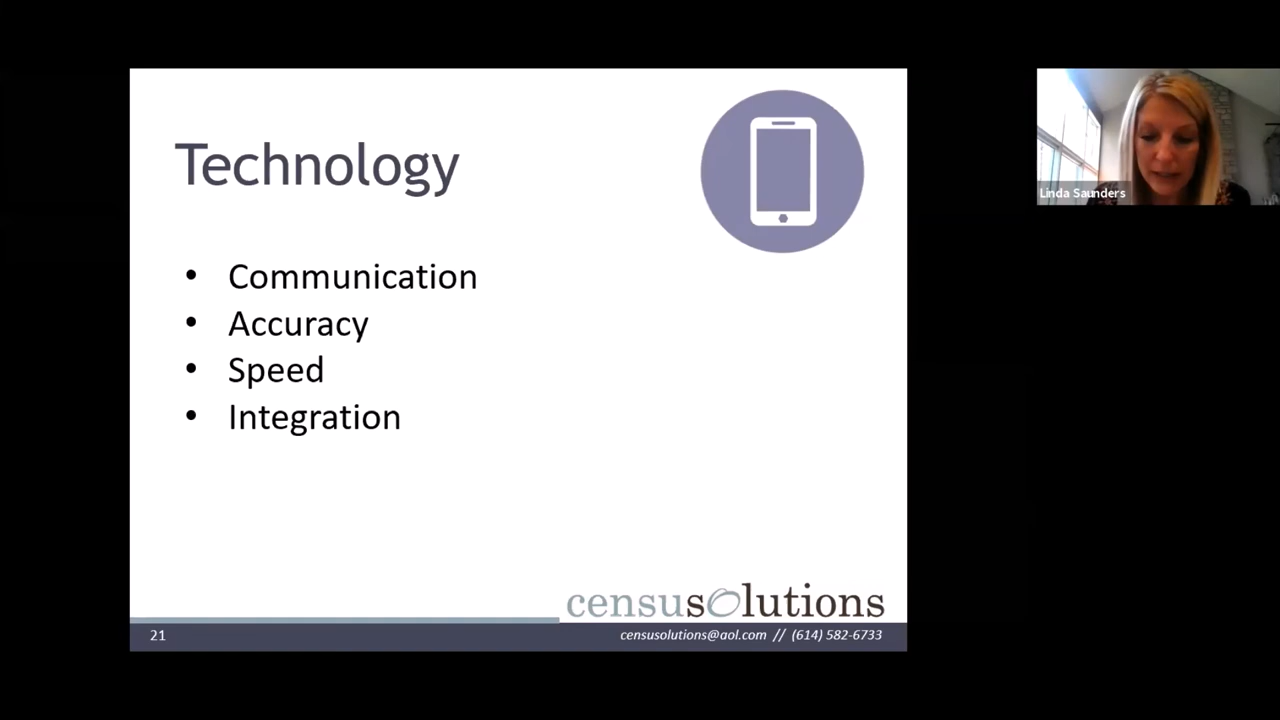 Technology
• Communication
• Accuracy
• Speed
• Integration
censusolutions
21
censusolutions@aol.com // (614) 582-6733
Linda Saunders